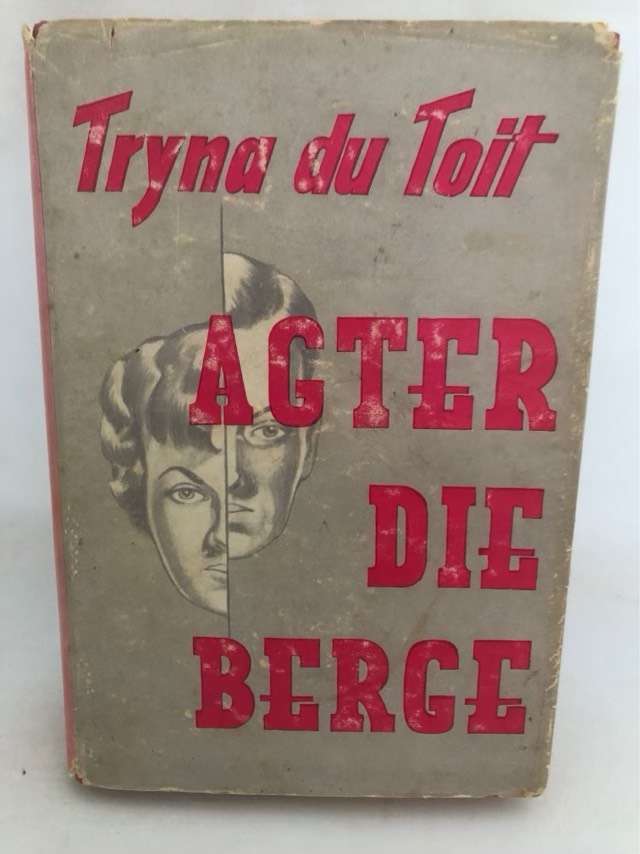 Tryna du Toit
AGTER
DIE
BERGE